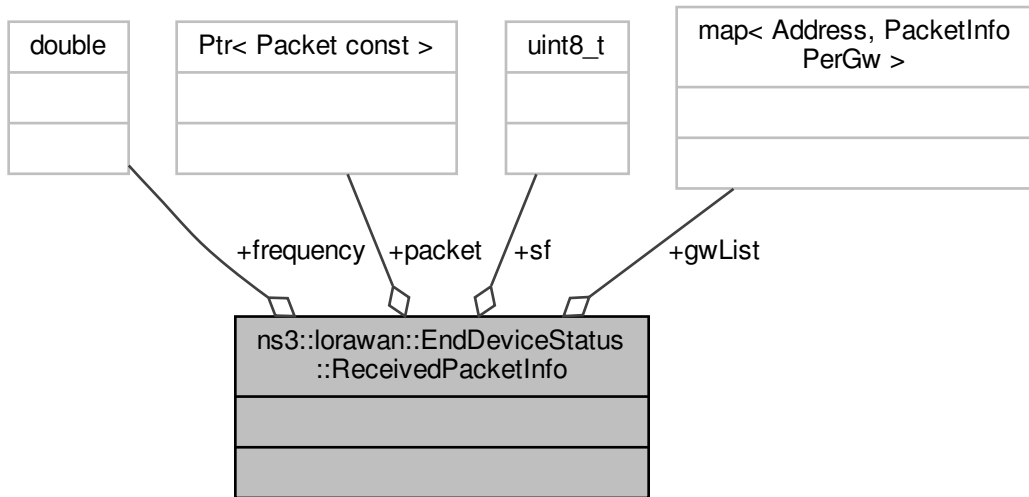 double
Ptr< Packet const >
uint8_t
map< Address, PacketInfo
PerGw >
+frequency
+packet
+sf
+gwList
ns3::lorawan::EndDeviceStatus
::ReceivedPacketInfo